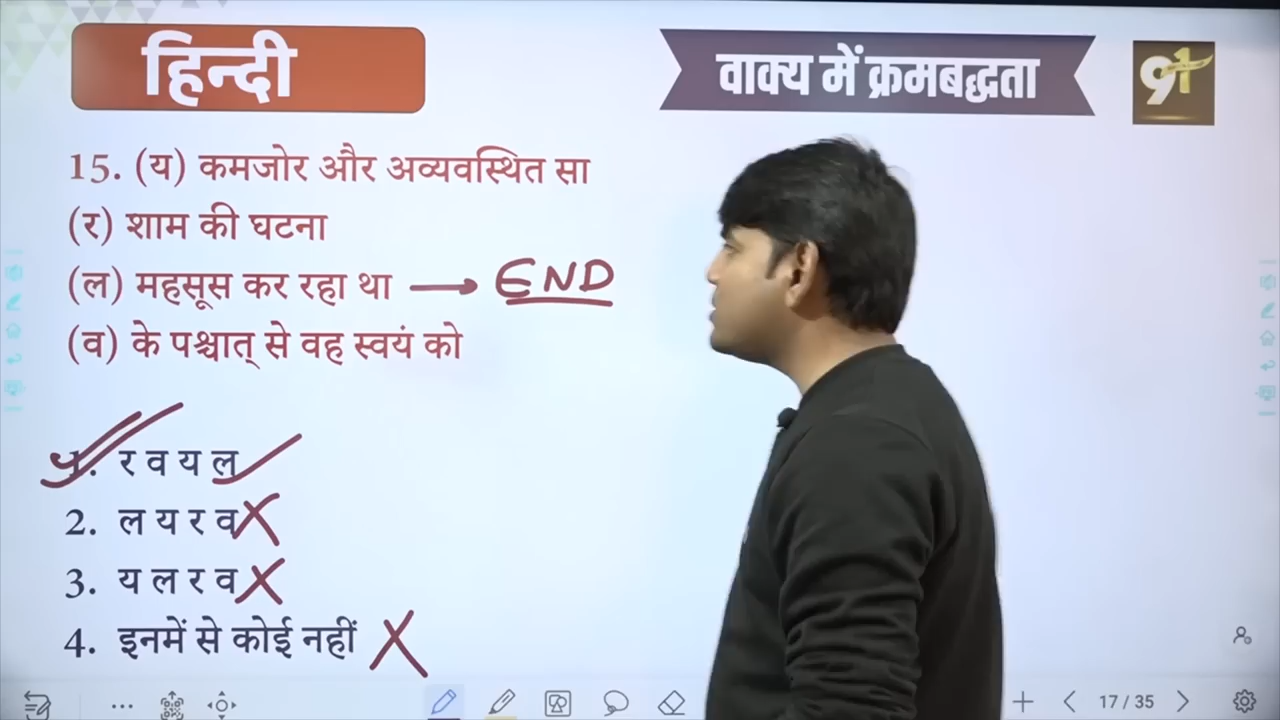 हिन्दी
वाक्य में क्रमबद्धता
91
15. (य) कमजोर और अव्यवस्थित सा
(र) शाम की घटना
(ल) महसूस कर रहा था → END
(व) के पश्चात् से वह स्वयं को
1. र व य ल
2. ल य र व
3. य ल र व
4. इनमें से कोई नहीं
17 / 35